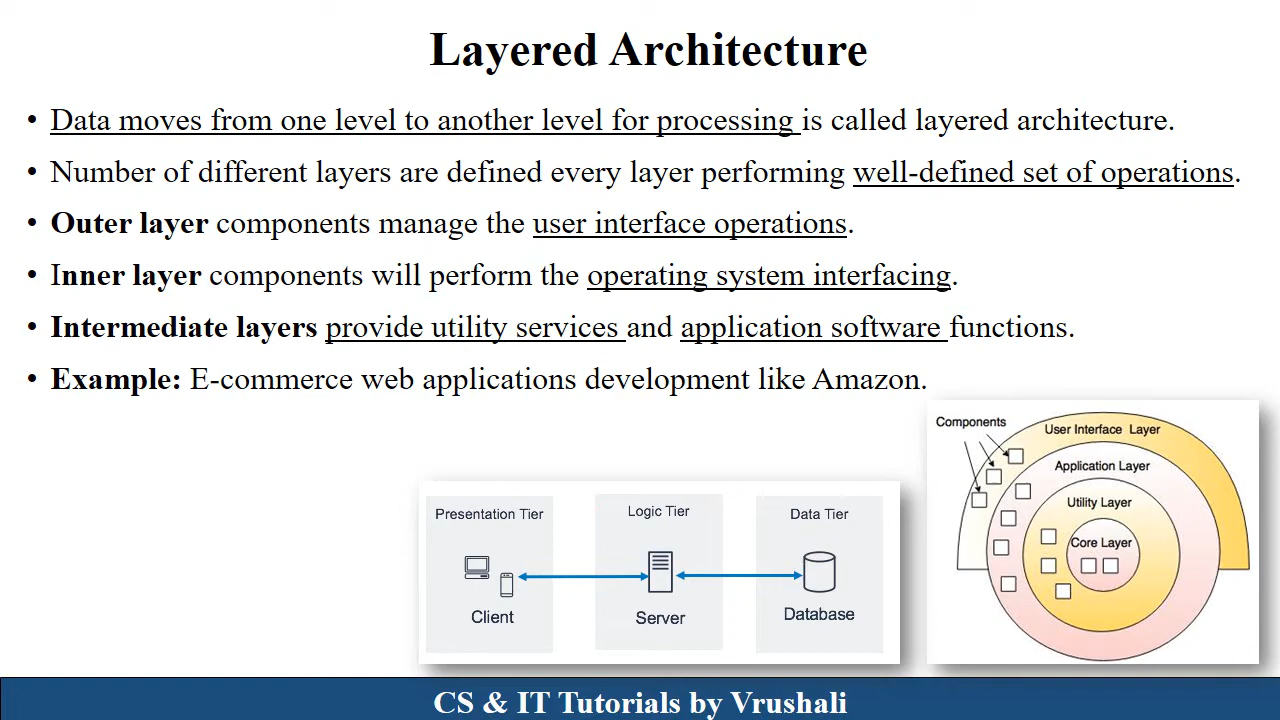 Layered Architecture
• Data moves from one level to another level for processing is called layered architecture.
• Number of different layers are defined every layer performing well-defined set of operations.
• Outer layer components manage the user interface operations.
• Inner layer components will perform the operating system interfacing.
• Intermediate layers provide utility services and application software functions.
• Example: E-commerce web applications development like Amazon.
Presentation Tier
Logic Tier
Data Tier
Client
Server
Database
Components
User Interface Layer
Application Layer
Utility Layer
Core Layer
CS & IT Tutorials by Vrushali